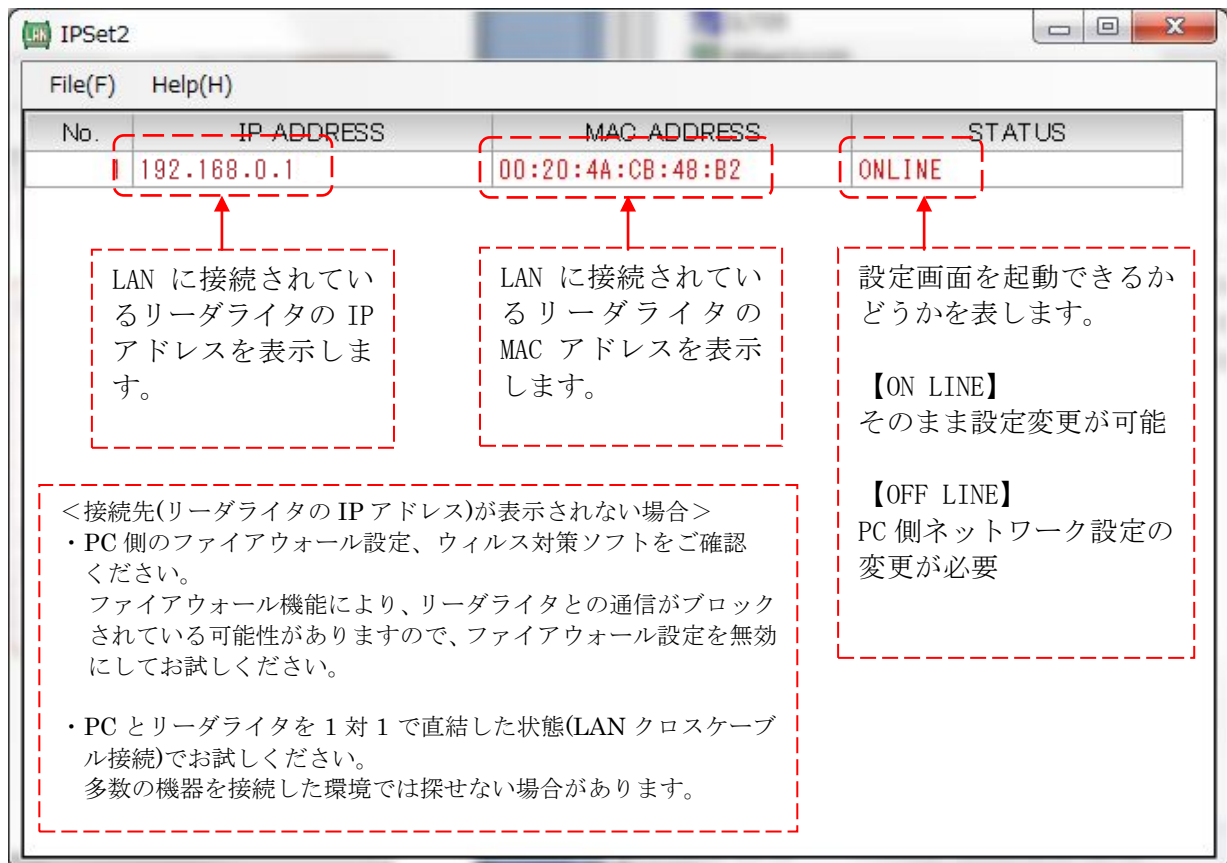 IPSet2
File(F) Help(H)
No. IP ADDRESS MAC ADDRESS STATUS
1 192.168.0.1 00:20:4A:CB:48:B2 ONLINE
LAN に接続されてい
るリーダライタの IP
アドレスを表示しま
す。
LAN に接続されてい
るリーダライタの
MAC アドレスを表示
します。
設定画面を起動できるか
どうかを表します。
【ON LINE】
そのまま設定変更が可能
【OFF LINE】
PC 側ネットワーク設定の
変更が必要
<接続先(リーダライタの IP アドレス)が表示されない場合>
・PC 側のファイアウォール設定、ウィルス対策ソフトをご確認
ください。
ファイアウォール機能により、リーダライタとの通信がブロック
されている可能性がありますので、ファイアウォール設定を無効
にしてお試しください。
・PC とリーダライタを 1 対 1 で直結した状態(LAN クロスケーブ
ル接続)でお試しください。
多数の機器を接続した環境では探せない場合があります。